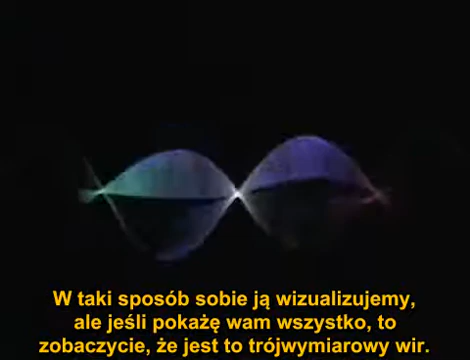 W taki sposób sobie ją wizualizujemy,
ale jeśli pokażę wam wszystko, to
zobaczycie, że jest to trójwymiarowy wir.